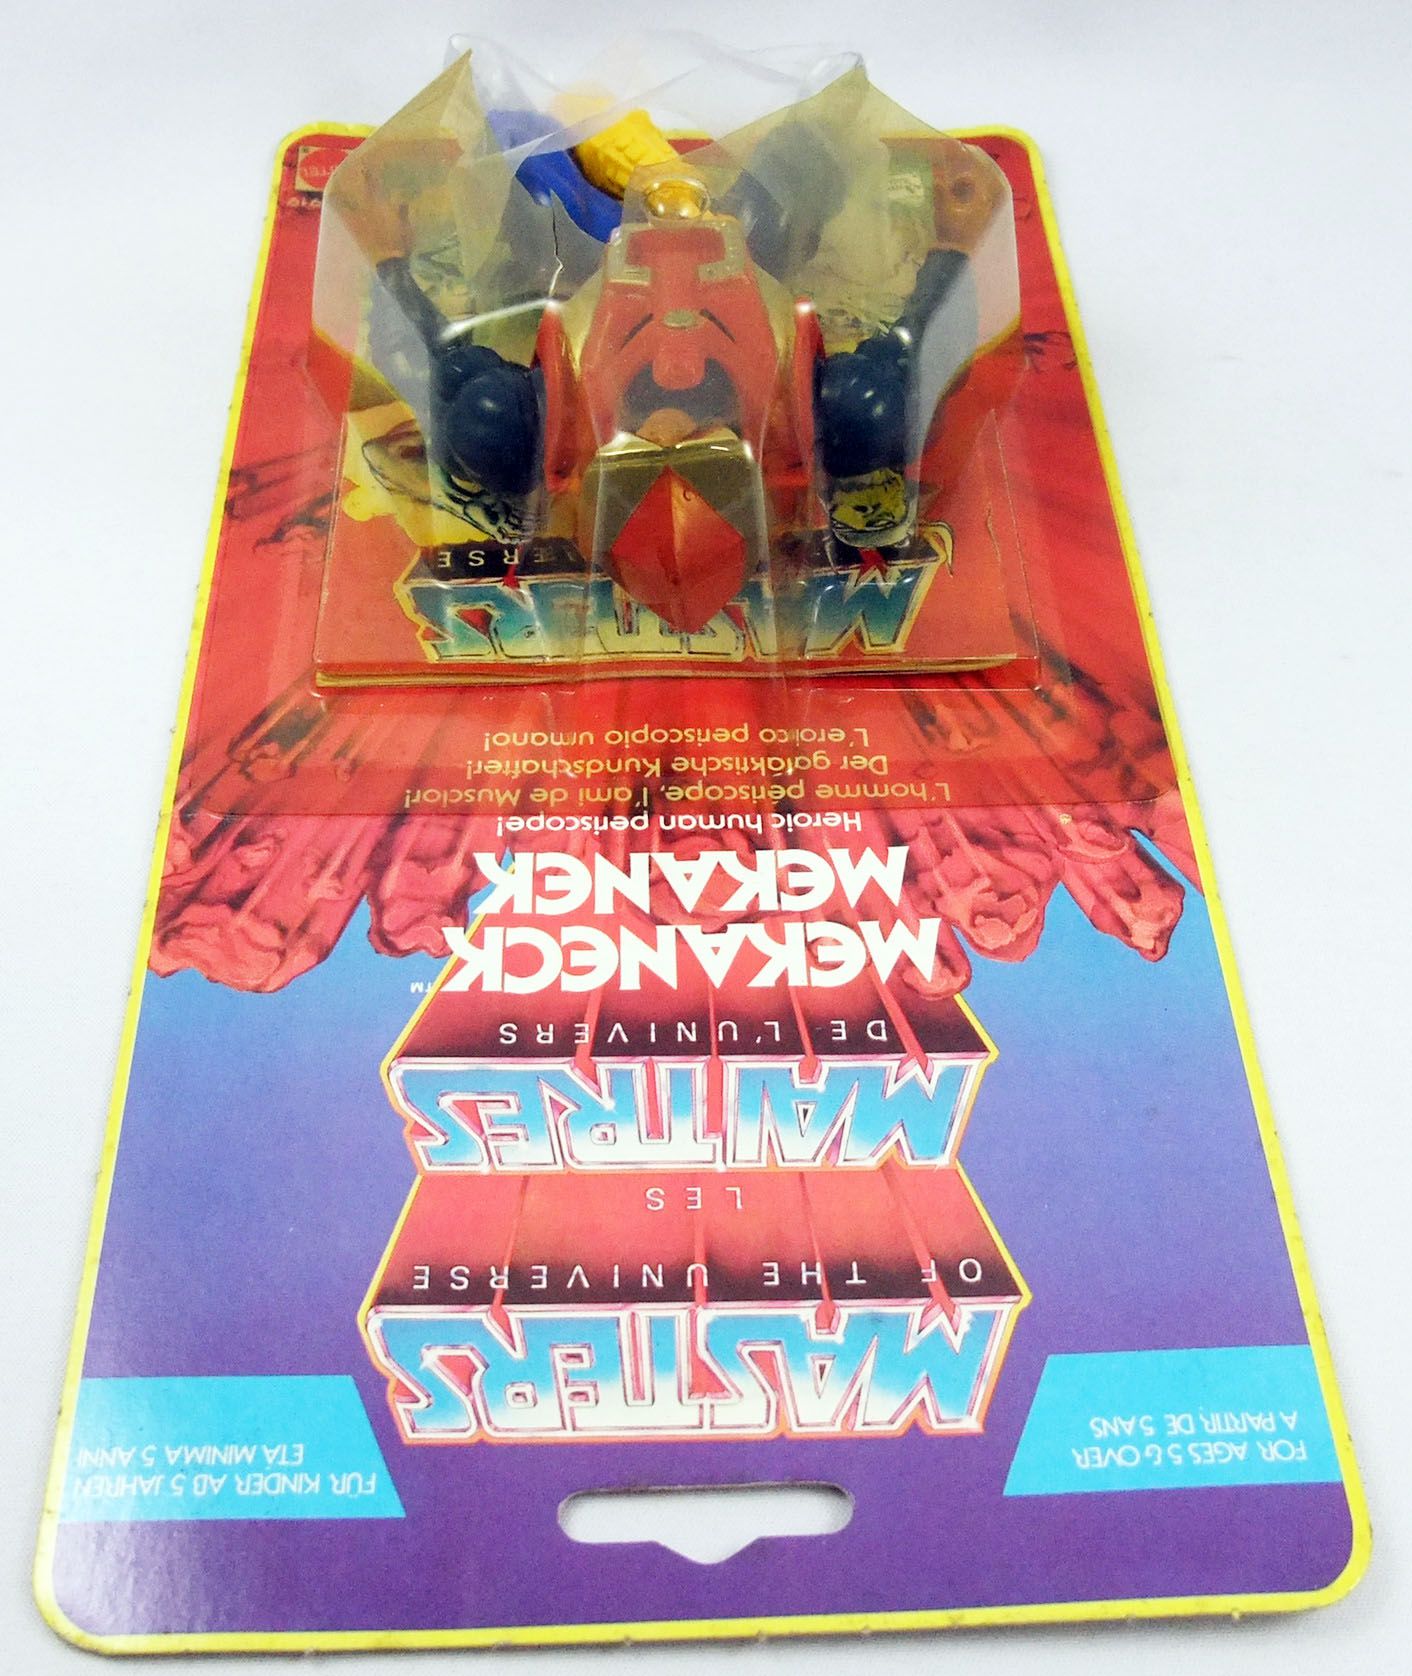 MASTERS
OF THE UNIVERSE
LES
MAITRES
DE L'UNIVERS
MEKANECK™
MEKANEK
Heroic human periscope!
L'homme périscope, l'ami de Musclor!
Der galaktische Kundschafter!
L'eroico periscopio umano!
FOR AGES 5 & OVER
A PARTIR DE 5 ANS
FÜR KINDER AB 5 JAHREN
ETÁ MINIMA 5 ANNI
MASTERS